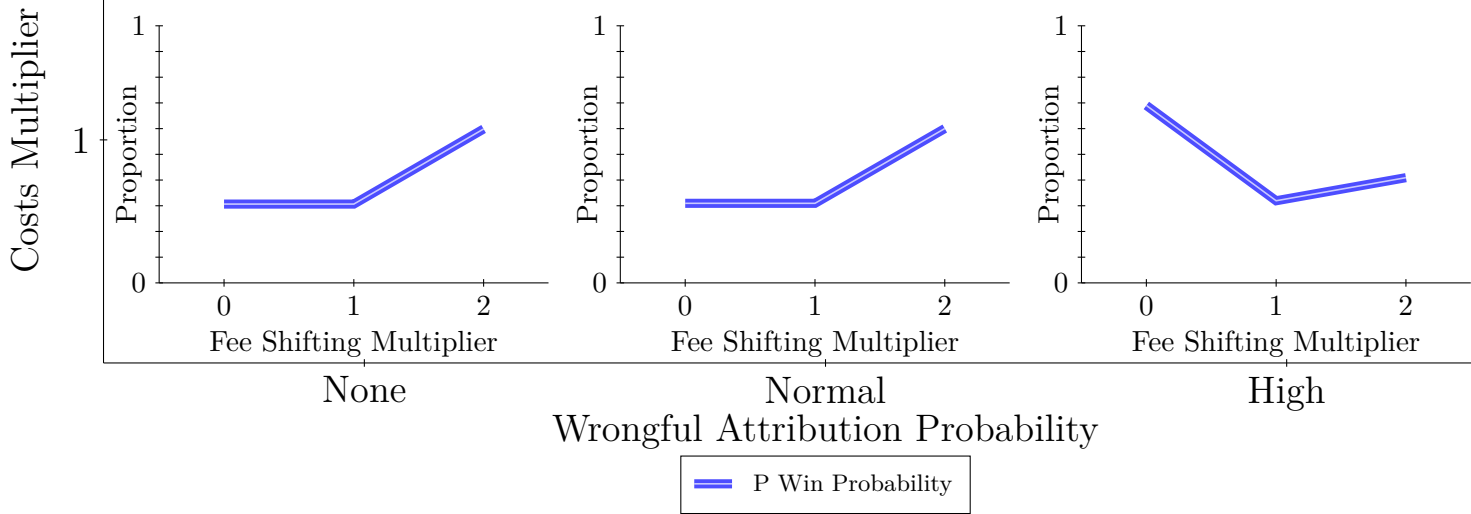 Costs Multiplier
1
1
Proportion
0
0 1 2
Fee Shifting Multiplier
1
Proportion
0
0 1 2
Fee Shifting Multiplier
1
Proportion
0
0 1 2
Fee Shifting Multiplier
None Normal High
Wrongful Attribution Probability
P Win Probability